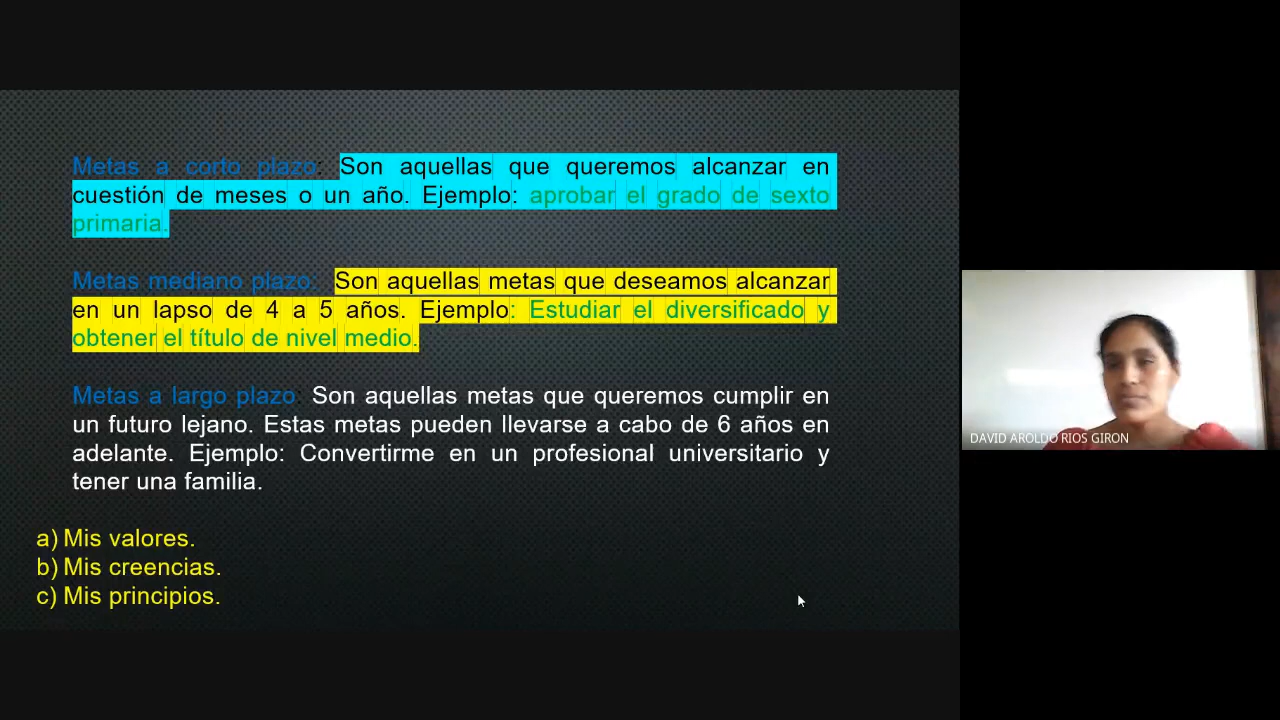 Metas a corto plazo: Son aquellas que queremos alcanzar en
cuestión de meses o un año. Ejemplo: aprobar el grado de sexto
primaria.
Metas mediano plazo: Son aquellas metas que deseamos alcanzar
en un lapso de 4 a 5 años. Ejemplo: Estudiar el diversificado y
obtener el título de nivel medio.
Metas a largo plazo: Son aquellas metas que queremos cumplir en
un futuro lejano. Estas metas pueden llevarse a cabo de 6 años en
adelante. Ejemplo: Convertirme en un profesional universitario y
tener una familia.
a) Mis valores.
b) Mis creencias.
c) Mis principios.
DAVID AROLDO RIOS GIRON